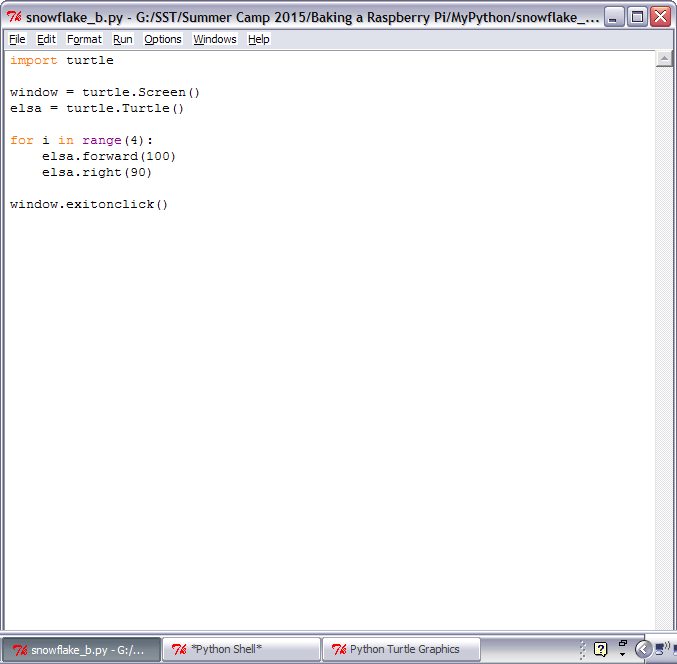 snowflake_b.py - G:/SST/Summer Camp 2015/Baking a Raspberry Pi/MyPython/snowflake_...
File Edit Format Run Options Windows Help
import turtle
window = turtle.Screen()
elsa = turtle.Turtle()
for i in range(4):
    elsa.forward(100)
    elsa.right(90)
window.exitonclick()
snowflake_b.py - G:/... *Python Shell* Python Turtle Graphics